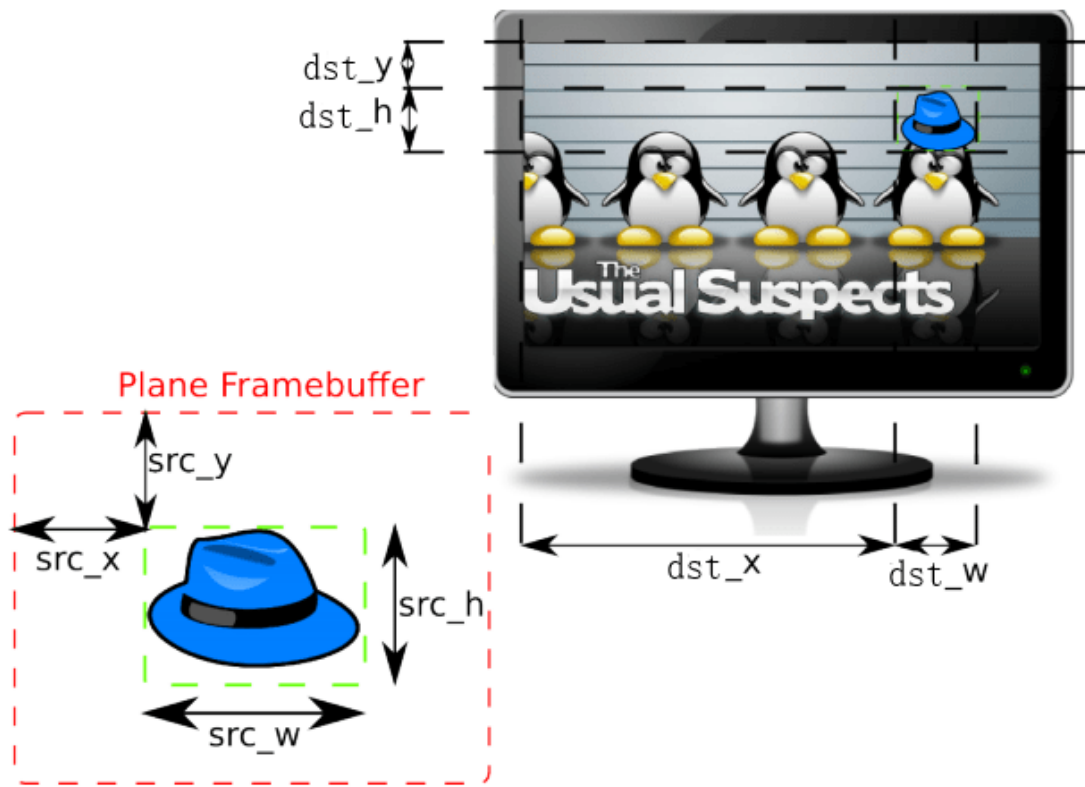 dst_y
dst_h
The
Usual Suspects
Plane Framebuffer
src_y
src_x
src_h
src_w
dst_x
dst_w